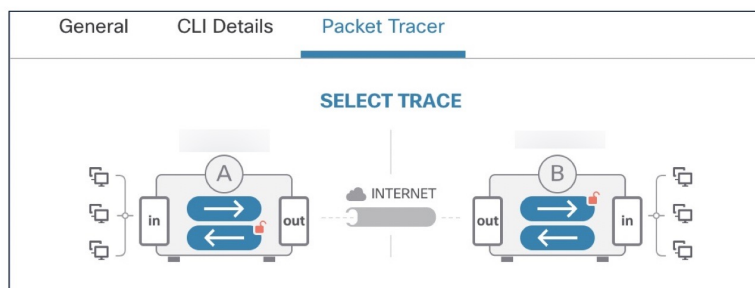 General CLI Details Packet Tracer
SELECT TRACE
A B
INTERNET
in out out in